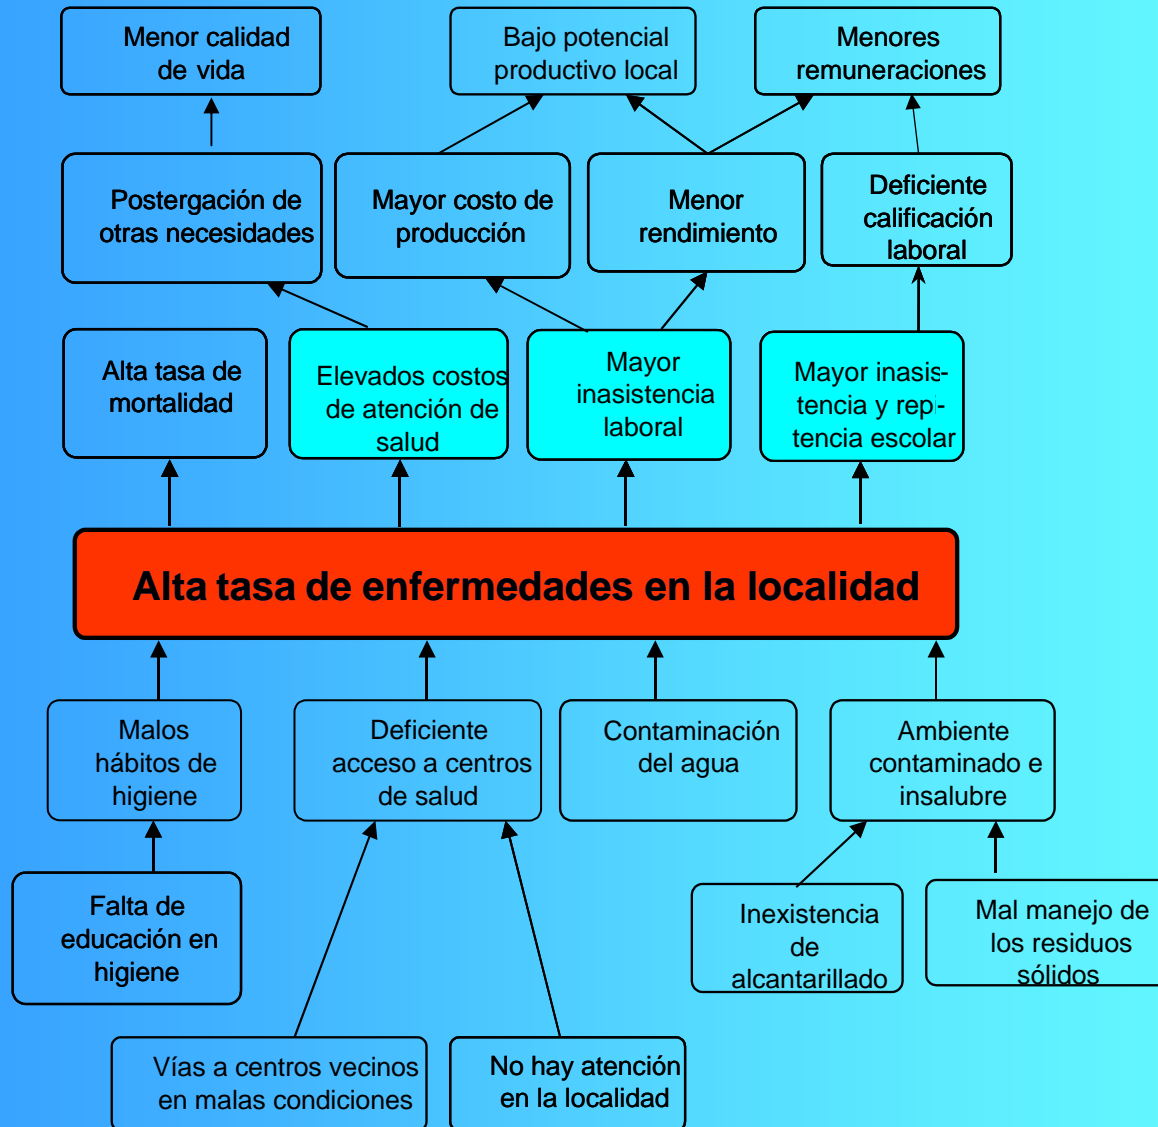 Menor calidad
de vida
Bajo potencial
productivo local
Menores
remuneraciones
Postergación de
otras necesidades
Mayor costo de
producción
Menor
rendimiento
Deficiente
calificación
laboral
Alta tasa de
mortalidad
Elevados costos
de atención de
salud
Mayor
inasistencia
laboral
Mayor inasis-
tencia y repi-
tencia escolar
Alta tasa de enfermedades en la localidad
Malos
hábitos de
higiene
Deficiente
acceso a centros
de salud
Contaminación
del agua
Ambiente
contaminado e
insalubre
Falta de
educación en
higiene
Inexistencia
de
alcantarillado
Mal manejo de
los residuos
sólidos
Vías a centros vecinos
en malas condiciones
No hay atención
en la localidad